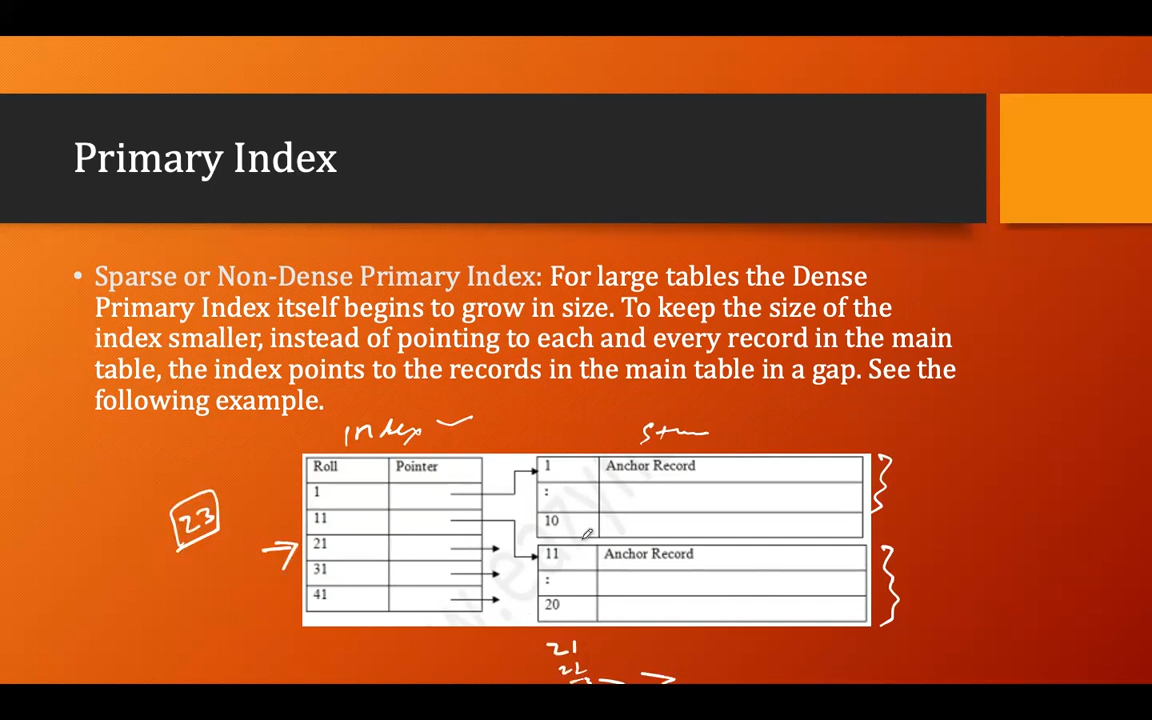 Primary Index
• Sparse or Non-Dense Primary Index: For large tables the Dense
Primary Index itself begins to grow in size. To keep the size of the
index smaller, instead of pointing to each and every record in the main
table, the index points to the records in the main table in a gap. See the
following example.
Index
Roll Pointer
1
11
21
31
41
23
1 Anchor Record
:
10
11 Anchor Record
:
20
21
22